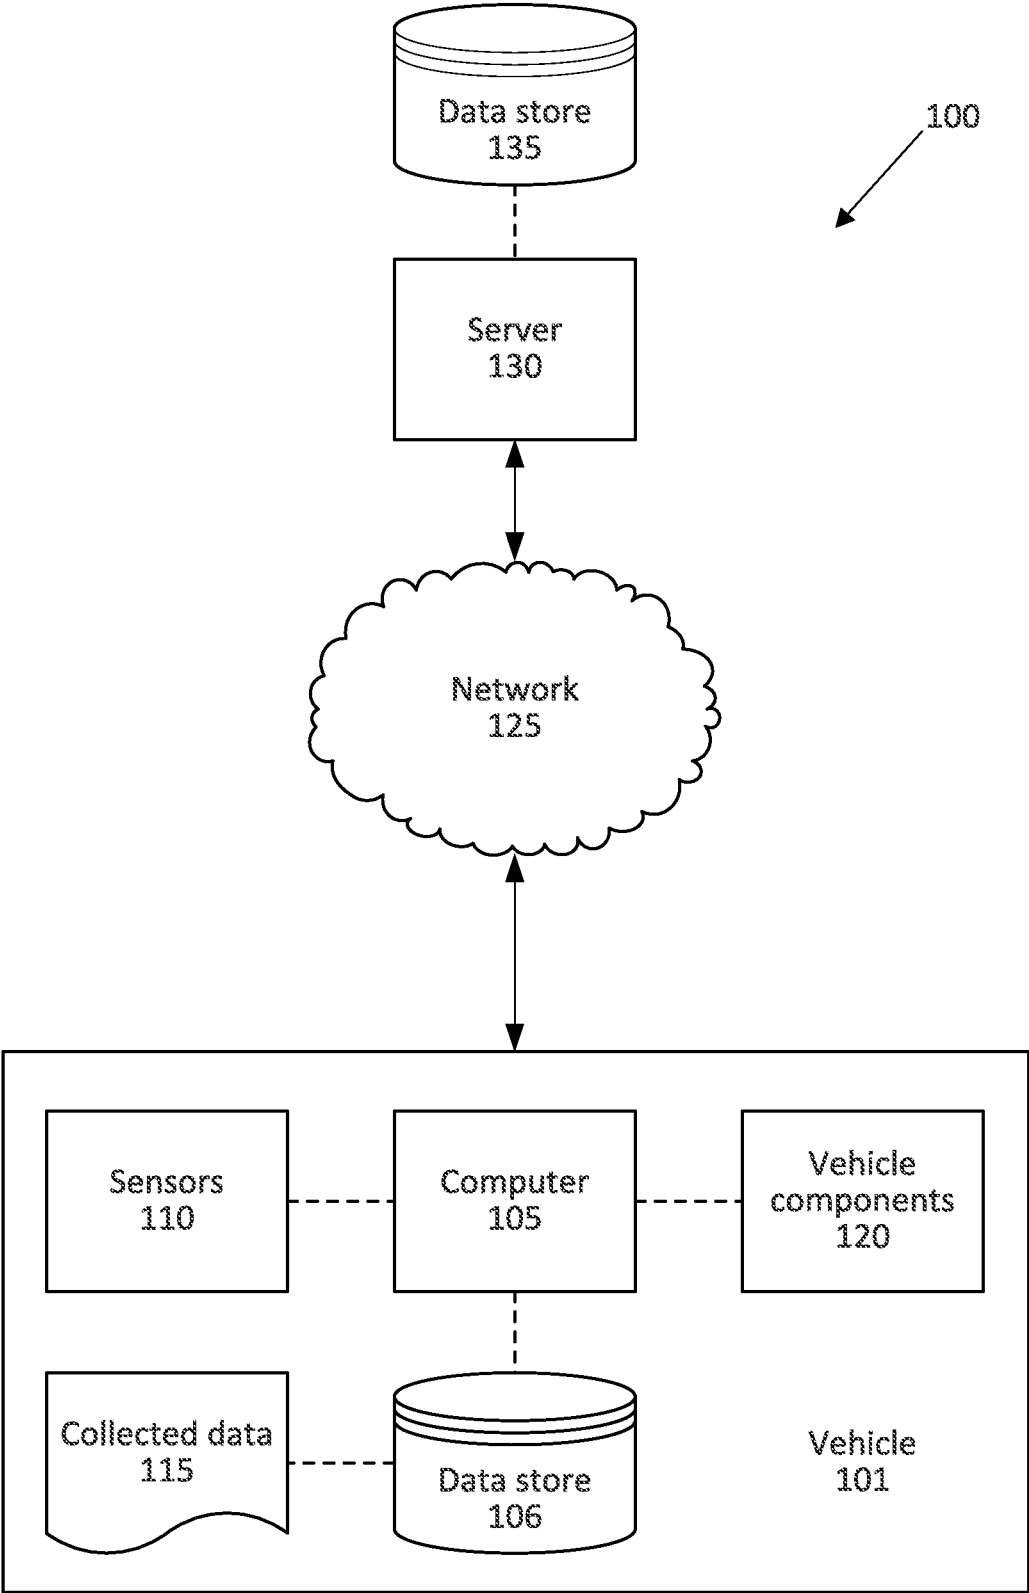 Data store
135
100
Server
130
Network
125
Sensors
110
Computer
105
Vehicle
components
120
Collected data
115
Data store
106
Vehicle
101